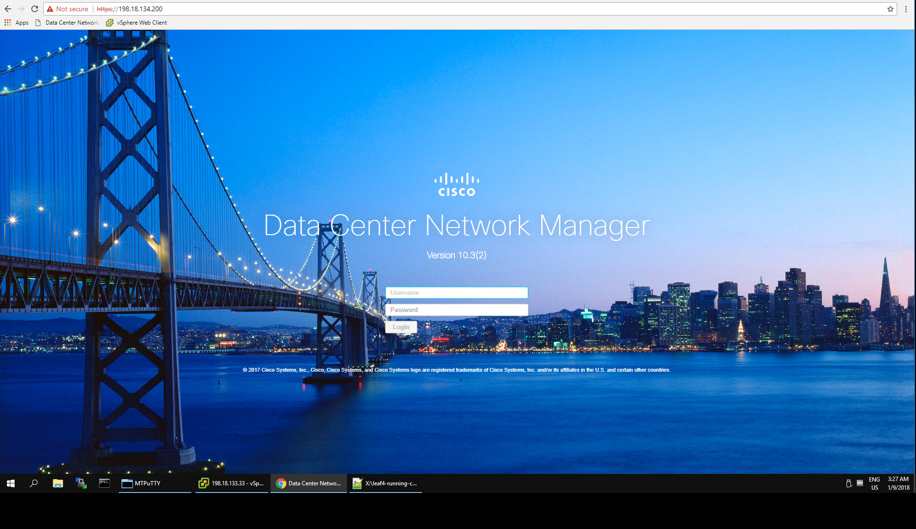 Not secure | https://198.18.134.200
Apps Data Center Network vSphere Web Client
CISCO
Data Center Network Manager
Version 10.3(2)
Username
Password
Login
© 2017 Cisco Systems, Inc., Cisco, Cisco Systems, and Cisco Systems logo are registered trademarks of Cisco Systems, Inc. and/or its affiliates in the U.S. and certain other countries.
MTPuTTY 198.18.133.33 - vSp... Data Center Netwo... X:\leaf4-running-c...
ENG 3:27 AM
US 1/9/2018